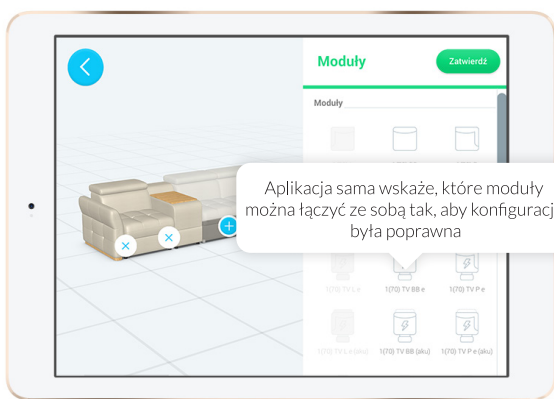 Moduły
Zatwierdź
Moduły
Aplikacja sama wskaże, które moduły
można łączyć ze sobą tak, aby konfiguracj
była poprawna
1(70) TV L e
1(70) TV BB e
1(70) TV P e
1(70) TV L e (aku)
1(70) TV BB (aku)
1(70) TV P e (aku)